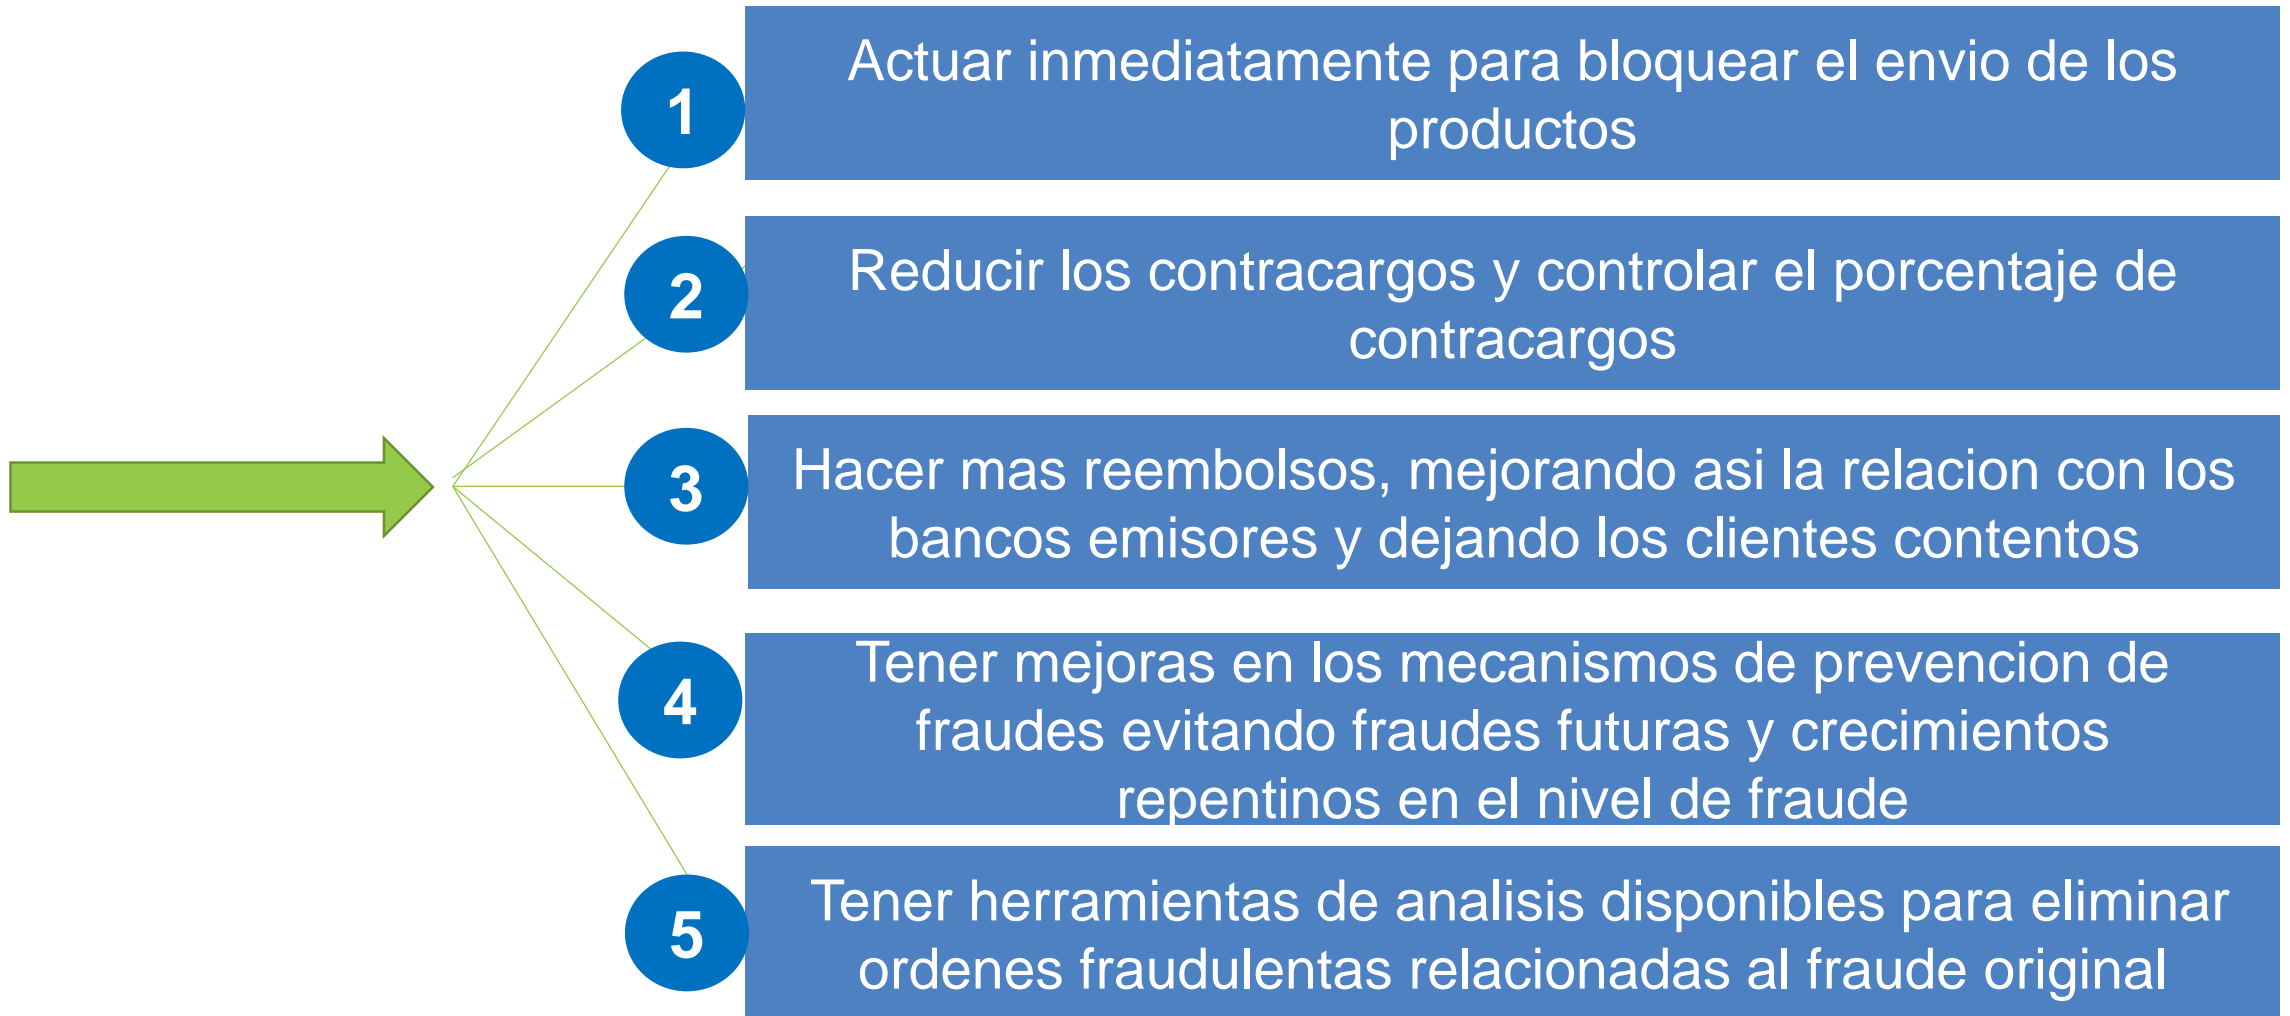 1
Actuar inmediatamente para bloquear el envio de los
productos
2
Reducir los contracargos y controlar el porcentaje de
contracargos
3
Hacer mas reembolsos, mejorando asi la relacion con los
bancos emisores y dejando los clientes contentos
4
Tener mejoras en los mecanismos de prevencion de
fraudes evitando fraudes futuras y crecimientos
repentinos en el nivel de fraude
5
Tener herramientas de analisis disponibles para eliminar
ordenes fraudulentas relacionadas al fraude original